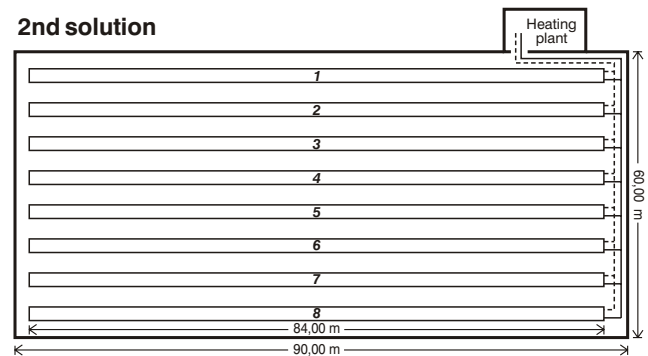 2nd solution
Heating
plant
1
2
3
4
5
6
7
8
60,00 m
84,00 m
90,00 m